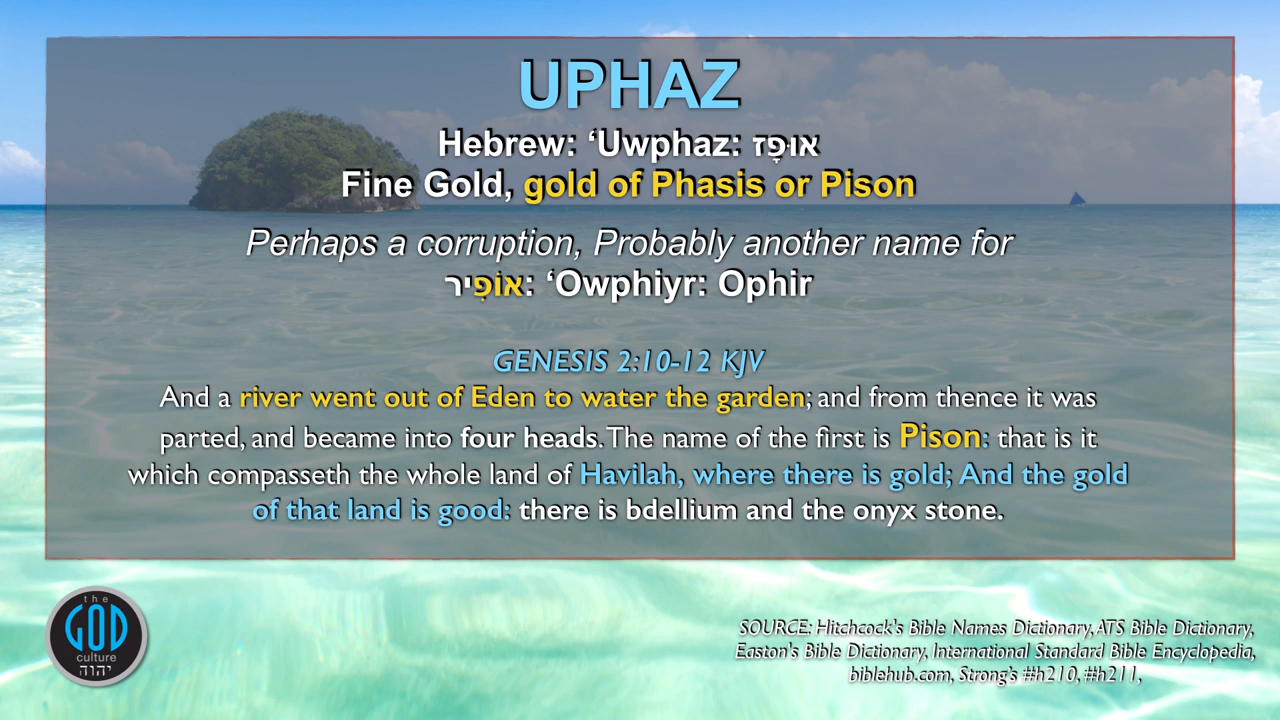 UPHAZ
Hebrew: ‘Uwphaz: אוּפָז
Fine Gold, gold of Phasis or Pison
Perhaps a corruption, Probably another name for
אוֹפִיר: ‘Owphiyr: Ophir
GENESIS 2:10-12 KJV
And a river went out of Eden to water the garden; and from thence it was
parted, and became into four heads. The name of the first is Pison: that is it
which compasseth the whole land of Havilah, where there is gold; And the gold
of that land is good: there is bdellium and the onyx stone.
the
GOD
culture
יהוה
SOURCE: Hitchcock’s Bible Names Dictionary, ATS Bible Dictionary,
Easton’s Bible Dictionary, International Standard Bible Encyclopedia,
biblehub.com, Strong’s #h210, #h211,